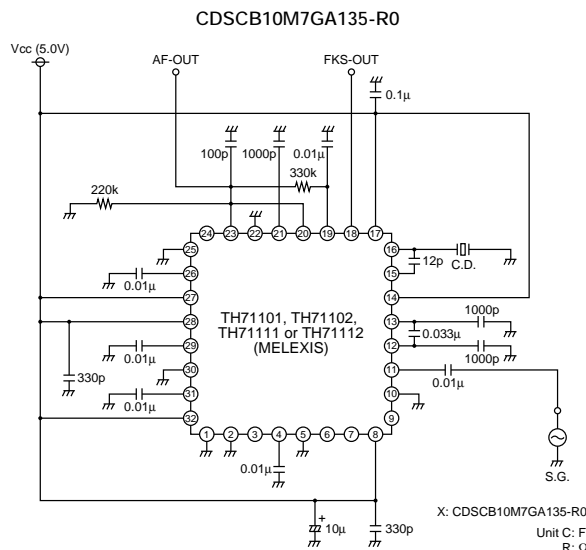 CDSCB10M7GA135-R0
Vcc (5.0V)
AF-OUT
FKS-OUT
0.1μ
100p
1000p
0.01μ
330k
220k
24
23
22
21
20
19
18
17
25
26
27
28
29
30
31
32
16
15
14
13
12
11
10
9
1
2
3
4
5
6
7
8
12p
C.D.
0.01μ
TH71101, TH71102,
TH71111 or TH71112
(MELEXIS)
1000p
0.033μ
1000p
0.01μ
330p
0.01μ
0.01μ
S.G.
0.01μ
+
10μ
330p
X: CDSCB10M7GA135-R0
Unit C: F
R: